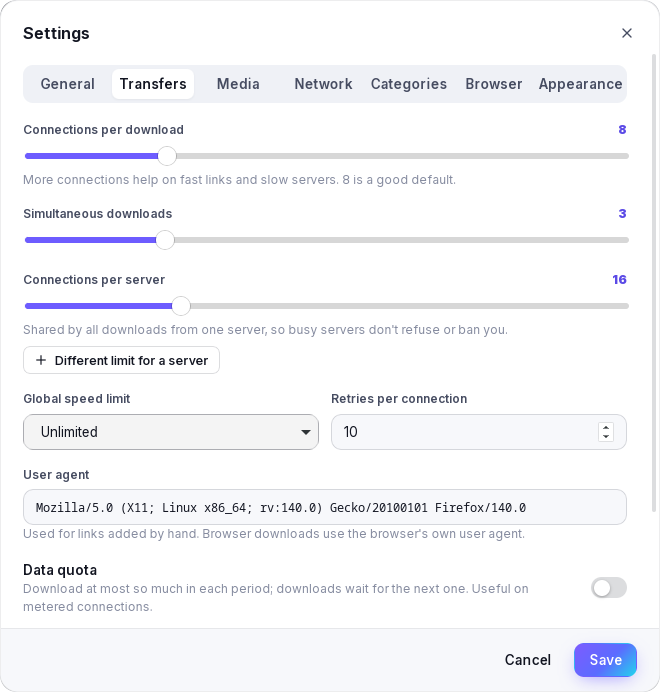 Settings
General Transfers Media Network Categories Browser Appearance
Connections per download 8
More connections help on fast links and slow servers. 8 is a good default.
Simultaneous downloads 3
Connections per server 16
Shared by all downloads from one server, so busy servers don't refuse or ban you.
+ Different limit for a server
Global speed limit Retries per connection
Unlimited 10
User agent
Mozilla/5.0 (X11; Linux x86_64; rv:140.0) Gecko/20100101 Firefox/140.0
Used for links added by hand. Browser downloads use the browser's own user agent.
Data quota
Download at most so much in each period; downloads wait for the next one. Useful on
metered connections.
Cancel Save